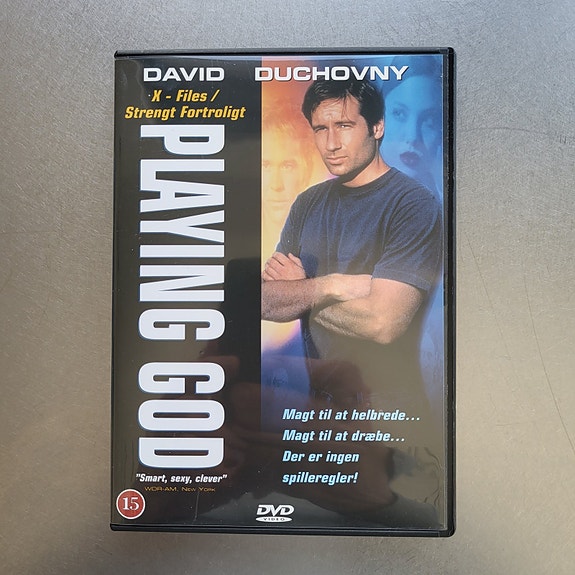 DAVID DUCHOVNY
X - Files /
Strengt Fortroligt
PLAYING GOD
Magt til at helbrede...
Magt til at dræbe...
Der er ingen
spilleregler!
"Smart, sexy, clever"
WOR-AM, New York
15
DVD
VIDEO